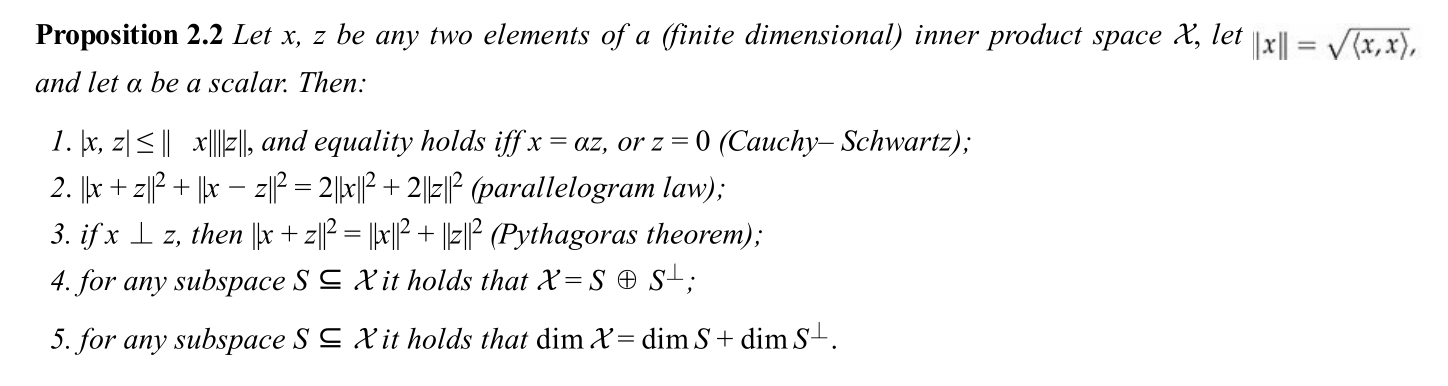 Proposition 2.2 Let x, z be any two elements of a (finite dimensional) inner product space 𝒳, let ‖x‖ = √⟨x, x⟩,
and let α be a scalar. Then:
1. |x, z| ≤ ‖ x‖‖z‖, and equality holds iff x = αz, or z = 0 (Cauchy– Schwartz);
2. ‖x + z‖² + ‖x − z‖² = 2‖x‖² + 2‖z‖² (parallelogram law);
3. if x ⊥ z, then ‖x + z‖² = ‖x‖² + ‖z‖² (Pythagoras theorem);
4. for any subspace S ⊆ 𝒳 it holds that 𝒳 = S ⊕ S⊥;
5. for any subspace S ⊆ 𝒳 it holds that dim 𝒳 = dim S + dim S⊥.